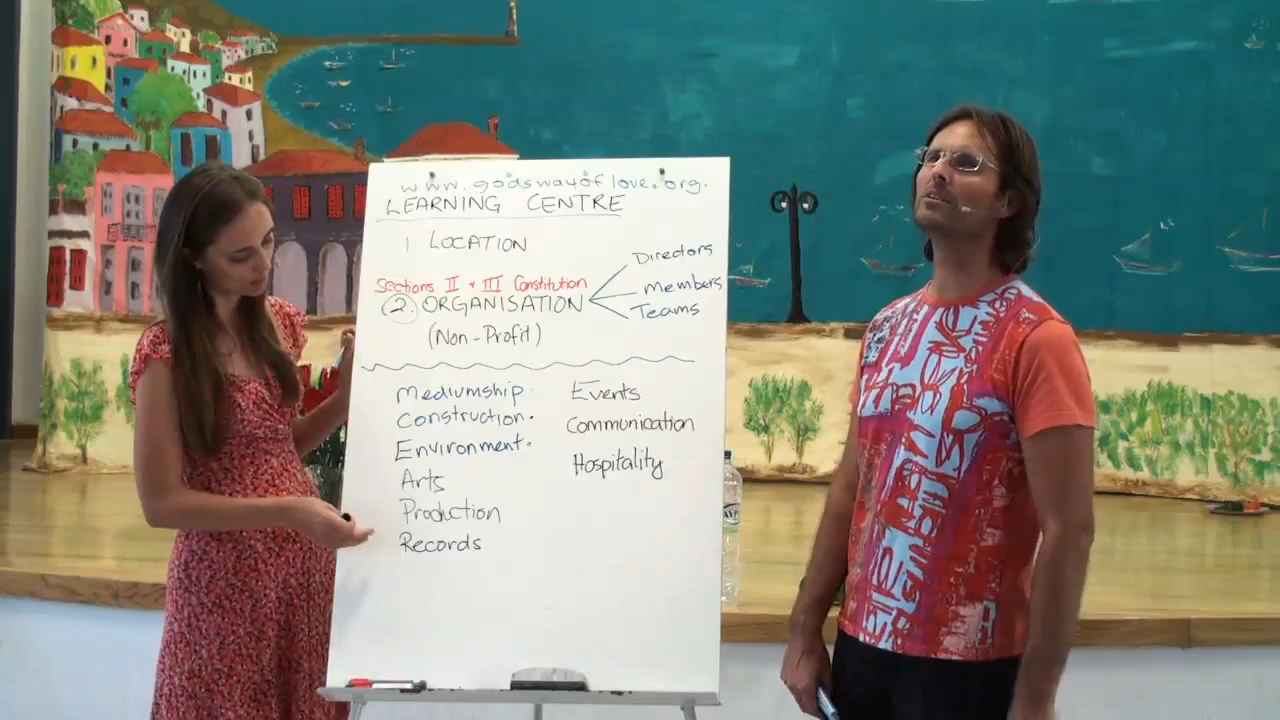 www.godswayoflove.org.
LEARNING CENTRE
1 LOCATION
Sections II + III Constitution
2. ORGANISATION
(Non-Profit)
Directors
members
Teams
Mediumship.
Construction.
Environment.
Arts
Production
Records
Events
Communication
Hospitality